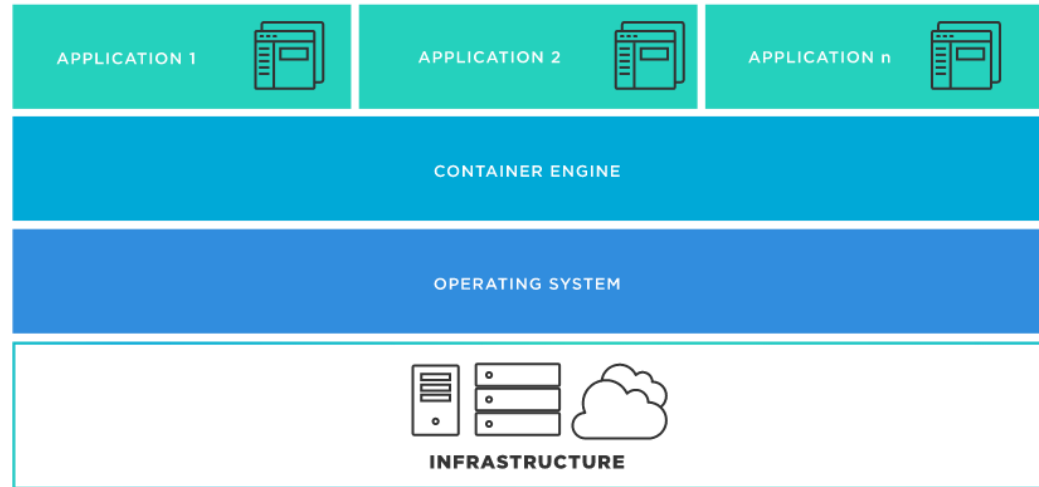 APPLICATION 1
APPLICATION 2
APPLICATION n
CONTAINER ENGINE
OPERATING SYSTEM
INFRASTRUCTURE